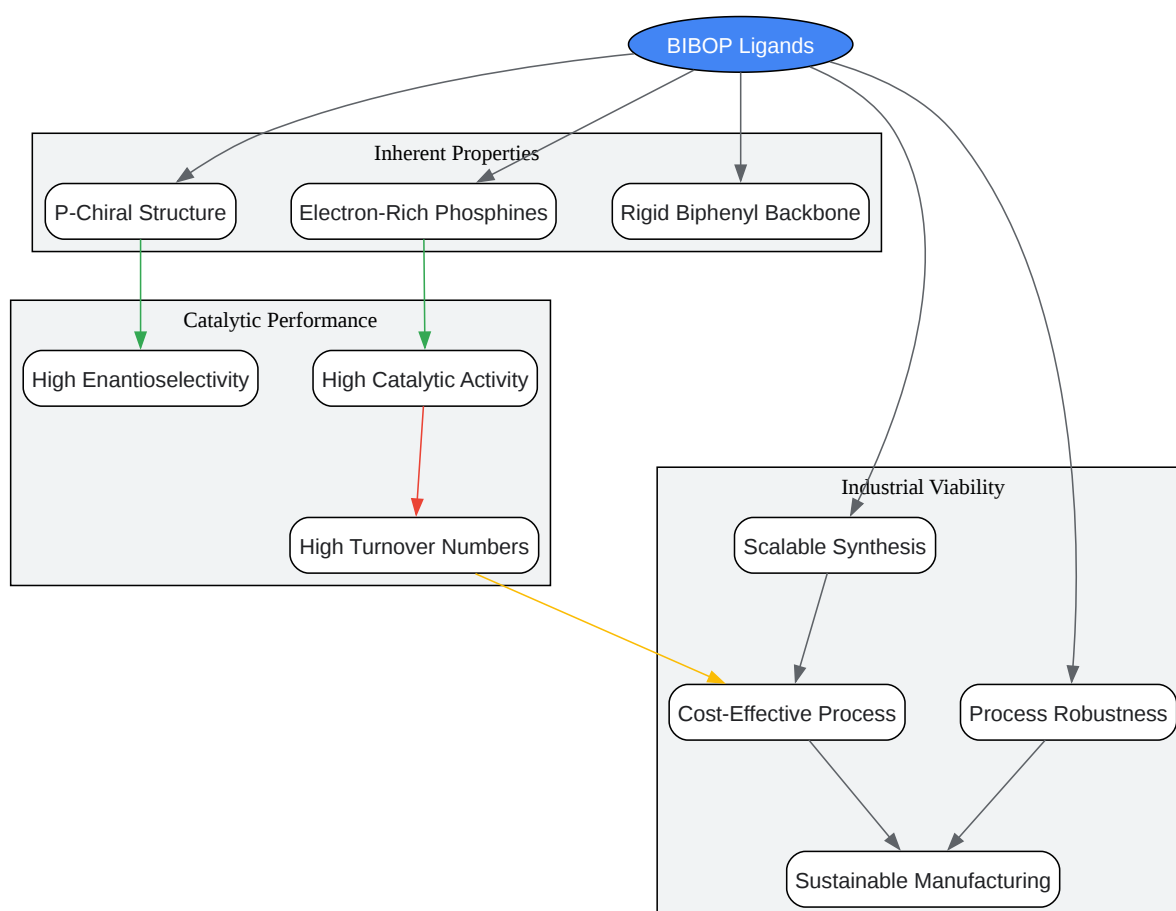 BIBOP Ligands
Inherent Properties
P-Chiral Structure
Electron-Rich Phosphines
Rigid Biphenyl Backbone
Catalytic Performance
High Enantioselectivity
High Catalytic Activity
High Turnover Numbers
Industrial Viability
Scalable Synthesis
Cost-Effective Process
Process Robustness
Sustainable Manufacturing